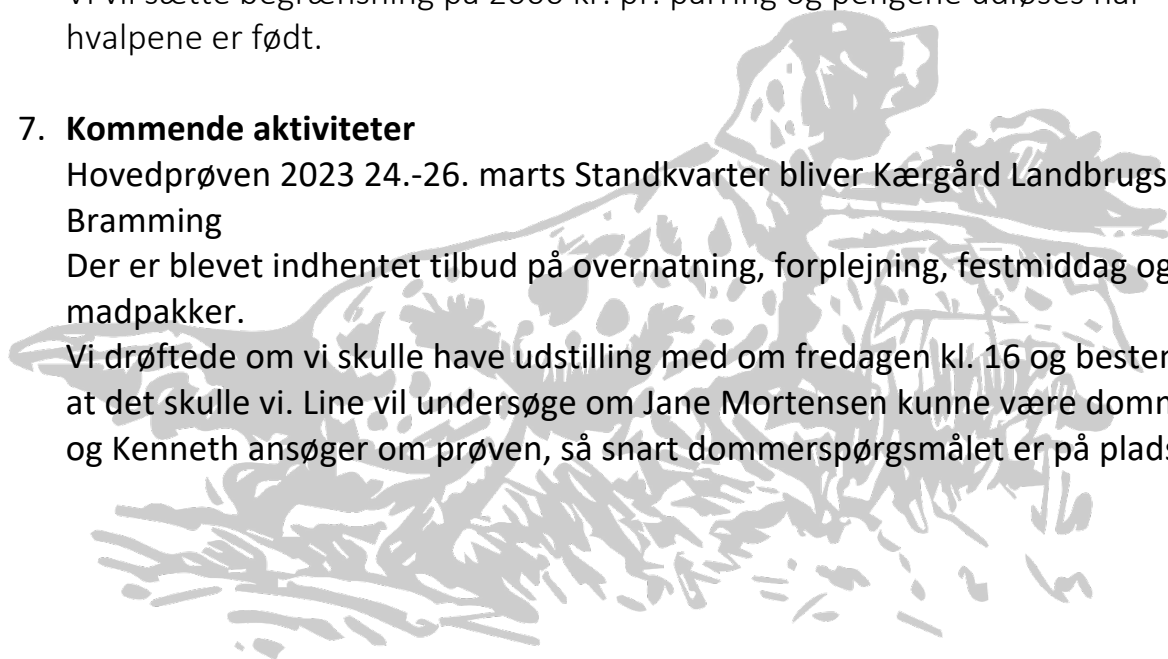 hvalpene er født.
7. Kommende aktiviteter
Hovedprøven 2023 24.-26. marts Standkvarter bliver Kærgård Landbrugs
Bramming
Der er blevet indhentet tilbud på overnatning, forplejning, festmiddag og
madpakker.
Vi drøftede om vi skulle have udstilling med om fredagen kl. 16 og bestem
at det skulle vi. Line vil undersøge om Jane Mortensen kunne være domm
og Kenneth ansøger om prøven, så snart dommerspørgsmålet er på plads